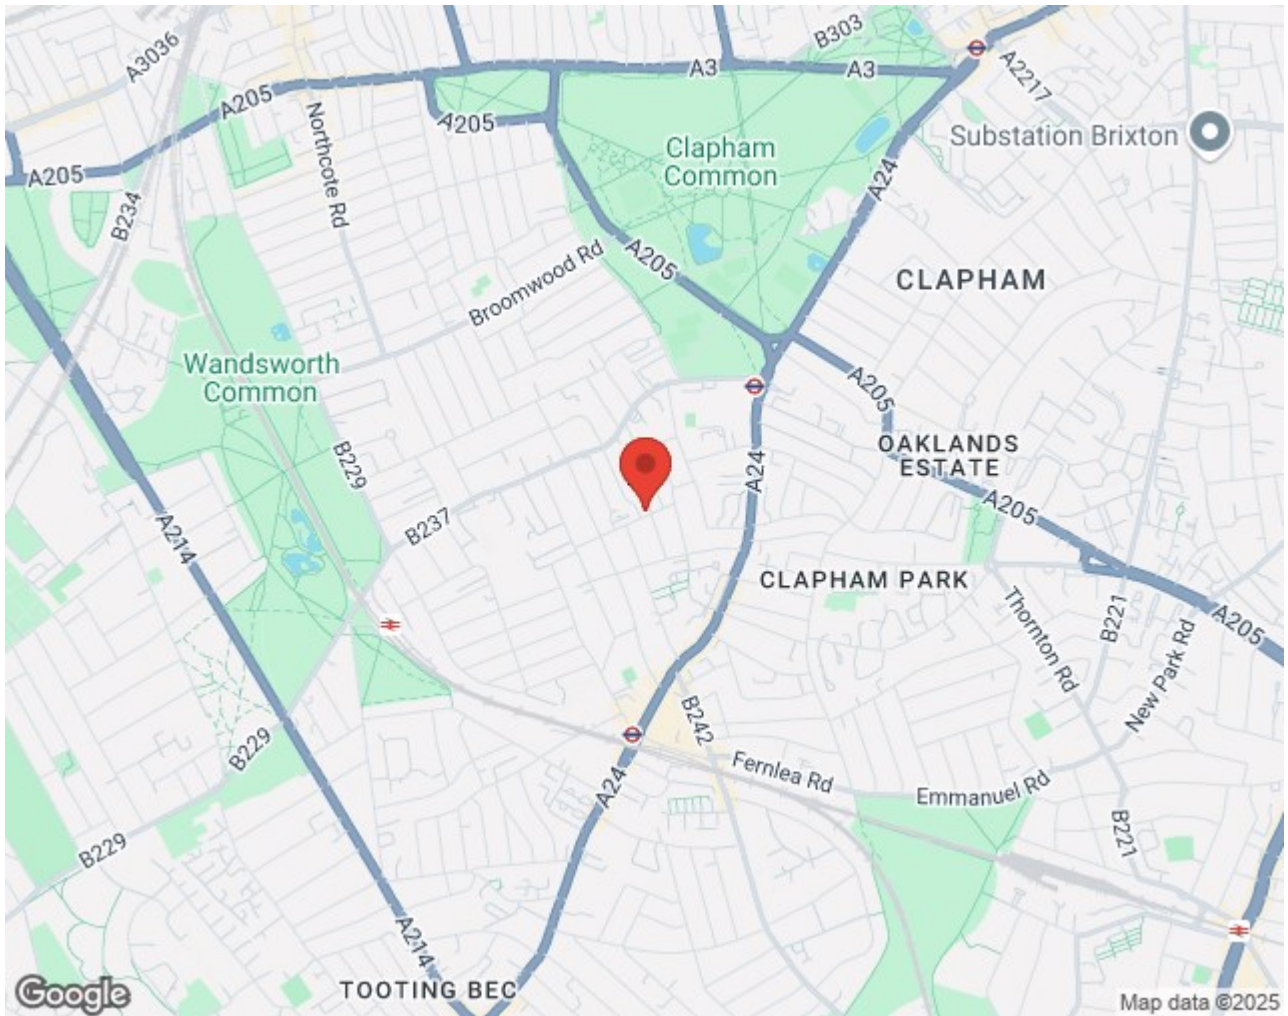 A3036
B303
A3
A3
A2217
A205
A205
Northcote Rd
A205
B234
Clapham
Common
Substation Brixton
A24
A205
Broomwood Rd
CLAPHAM
Wandsworth
Common
A205
B229
OAKLANDS
ESTATE
A24
A205
B237
A214
CLAPHAM PARK
Thornton Rd
B221
A205
New Park Rd
B242
B229
Fernlea Rd
A24
Emmanuel Rd
B221
B229
A214
TOOTING BEC
Google
Map data ©2025